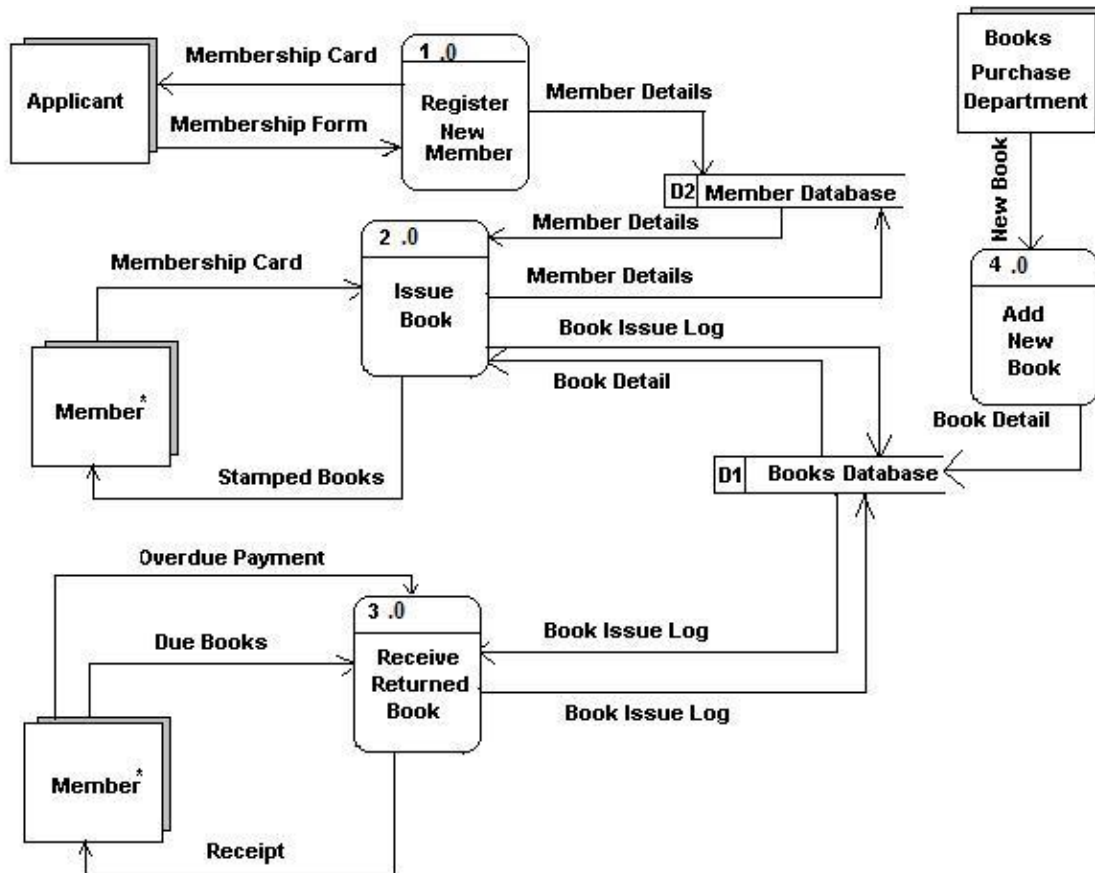 Membership Card
Applicant
Membership Form
1 .0
Register
New
Member
Member Details
Books
Purchase
Department
New Book
D2 Member Database
Member Details
2 .0
Issue
Book
Membership Card
Member Details
Book Issue Log
Book Detail
4 .0
Add
New
Book
Book Detail
Member*
Stamped Books
D1 Books Database
Overdue Payment
3 .0
Receive
Returned
Book
Due Books
Book Issue Log
Book Issue Log
Member*
Receipt